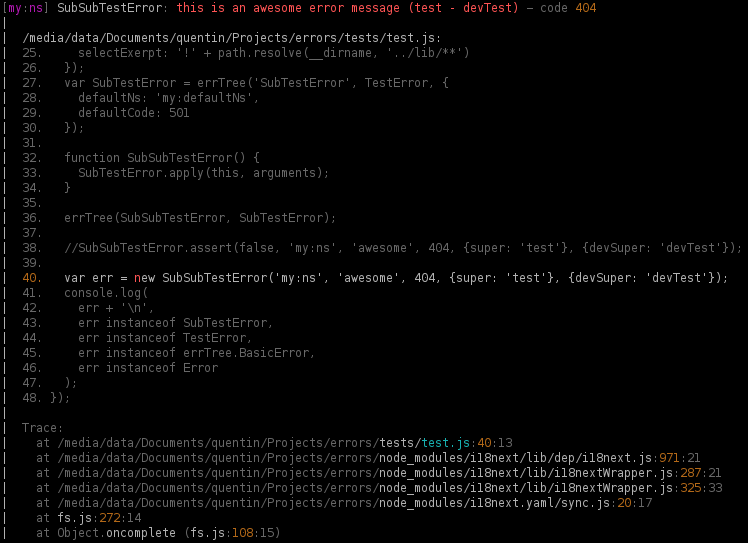 [my:ns] SubSubTestError: this is an awesome error message (test - devTest) – code 404
|
| /media/data/Documents/quentin/Projects/errors/tests/test.js:
| 25.     selectExerpt: '!' + path.resolve(__dirname, '../lib/**')
| 26.   });
| 27.   var SubTestError = errTree('SubTestError', TestError, {
| 28.     defaultNs: 'my:defaultNs',
| 29.     defaultCode: 501
| 30.   });
| 31.
| 32.   function SubSubTestError() {
| 33.     SubTestError.apply(this, arguments);
| 34.   }
| 35.
| 36.   errTree(SubSubTestError, SubTestError);
| 37.
| 38.   //SubSubTestError.assert(false, 'my:ns', 'awesome', 404, {super: 'test'}, {devSuper: 'devTest'});
| 39.
| 40.   var err = new SubSubTestError('my:ns', 'awesome', 404, {super: 'test'}, {devSuper: 'devTest'});
| 41.   console.log(
| 42.     err + '\n',
| 43.     err instanceof SubTestError,
| 44.     err instanceof TestError,
| 45.     err instanceof errTree.BasicError,
| 46.     err instanceof Error
| 47.   );
| 48. });
|
| Trace:
|   at /media/data/Documents/quentin/Projects/errors/tests/test.js:40:13
|   at /media/data/Documents/quentin/Projects/errors/node_modules/i18next/lib/dep/i18next.js:971:21
|   at /media/data/Documents/quentin/Projects/errors/node_modules/i18next/lib/i18nextWrapper.js:287:21
|   at /media/data/Documents/quentin/Projects/errors/node_modules/i18next/lib/i18nextWrapper.js:325:33
|   at /media/data/Documents/quentin/Projects/errors/node_modules/i18next.yaml/sync.js:20:17
|   at fs.js:272:14
|   at Object.oncomplete (fs.js:108:15)